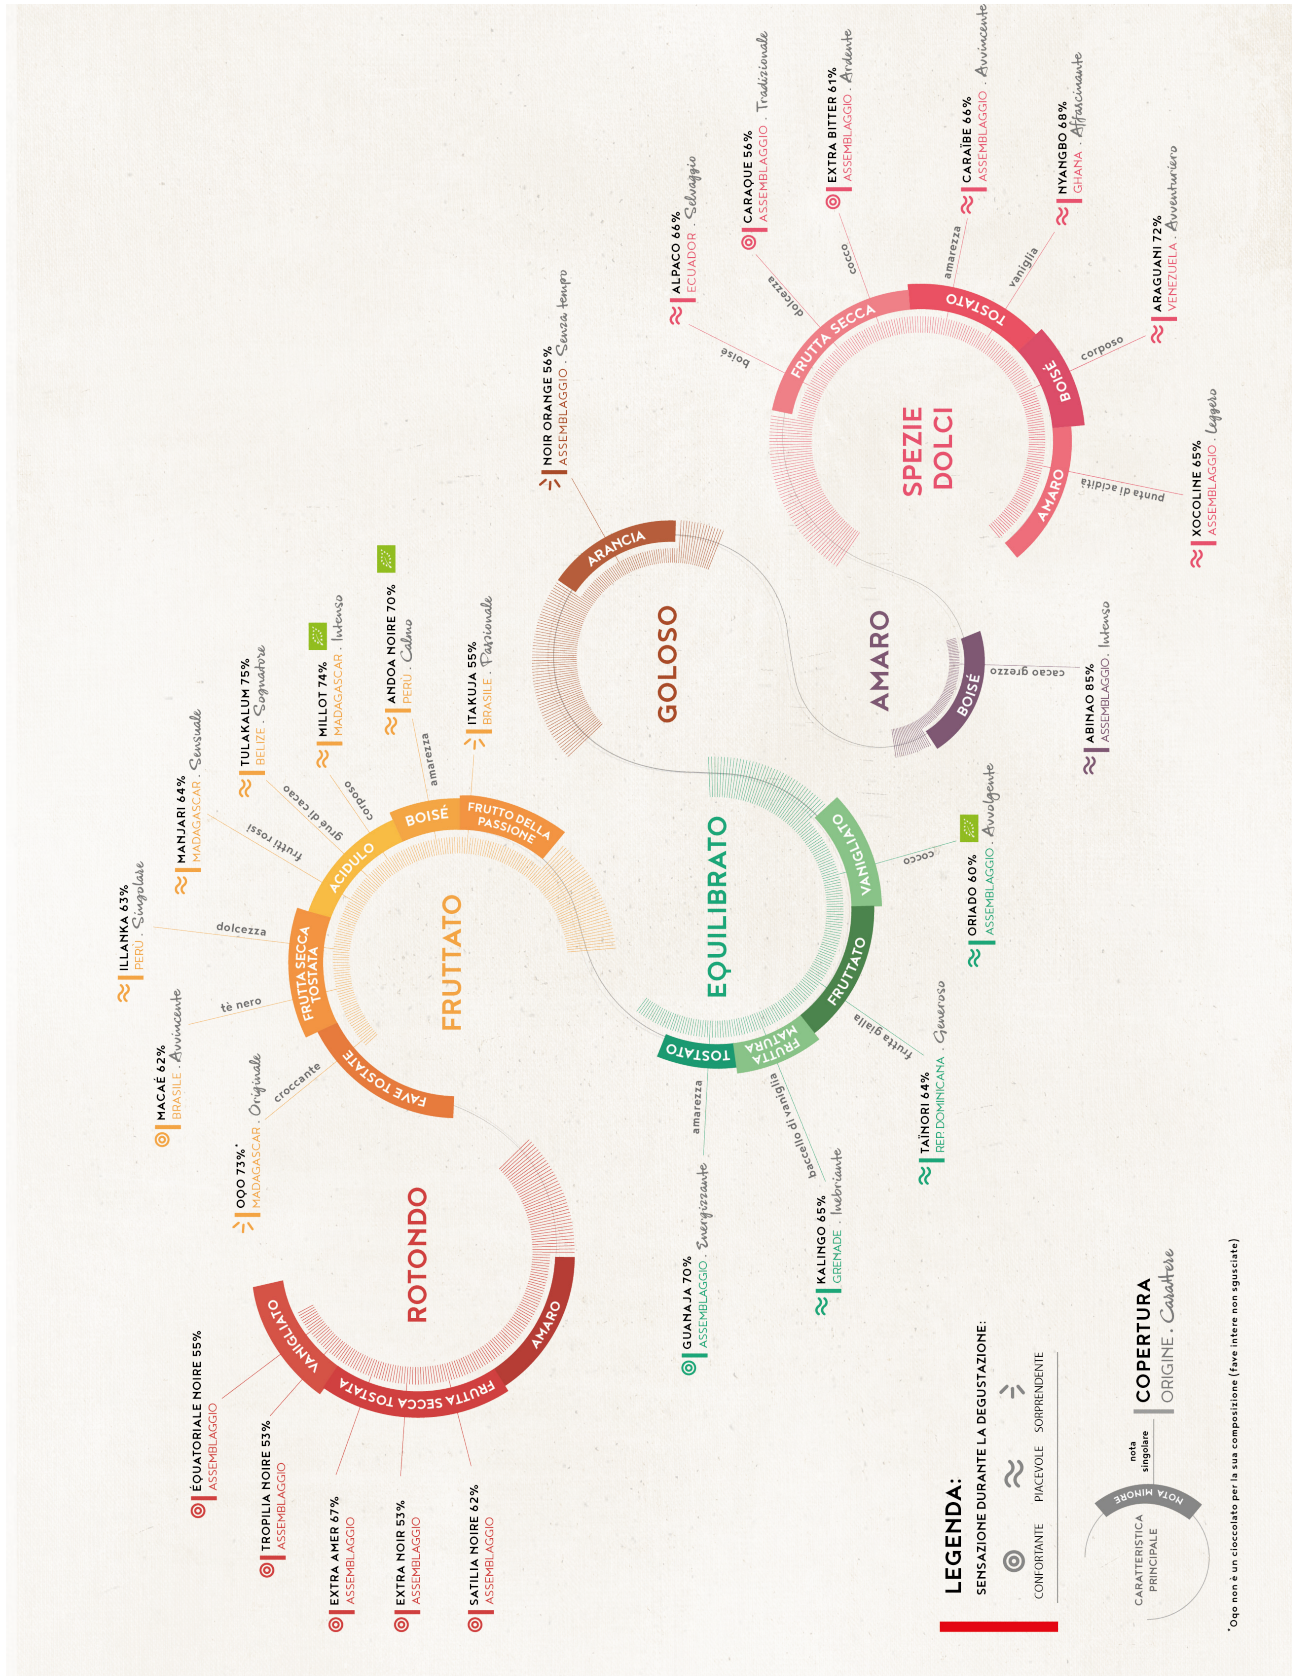 ÉQUATORIALE NOIRE 55%
ASSEMBLAGGIO
TROPILIA NOIRE 53%
ASSEMBLAGGIO
EXTRA AMER 67%
ASSEMBLAGGIO
EXTRA NOIR 53%
ASSEMBLAGGIO
SATILIA NOIRE 62%
ASSEMBLAGGIO
VANIGLIATO
FRUTTA SECCA TOSTATA
AMARO
ROTONDO
OQO 73%*
MADAGASCAR . Originale
croccante
MACAÉ 62%
BRASILE . Avvincente
tè nero
ILLANKA 63%
PERÙ . Singolare
dolcezza
MANJARI 64%
MADAGASCAR . Sensuale
frutti rossi
TULAKALUM 75%
BELIZE . Sognatore
grue di cacao
MILLOT 74%
MADAGASCAR . Intenso
corposo
ANDOA NOIRE 70%
PERÙ . Calmo
amarezza
ITAKUJA 55%
BRASILE . Passionale
FAVE TOSTATE
FRUTTA SECCA
TOSTATA
ACIDULO
BOISÉ
FRUTTO DELLA
PASSIONE
FRUTTATO
GUANAJA 70%
ASSEMBLAGGIO . Energizzante
amarezza
KALINGO 65%
GRENADE . Inebriante
baccello di vaniglia
TAÏNORI 64%
REP. DOMINICANA . Generoso
frutta gialla
ORIADO 60%
ASSEMBLAGGIO . Avvolgente
cocco
TOSTATO
FRUTTA
MATURA
FRUTTATO
VANIGLIATO
EQUILIBRATO
NOIR ORANGE 56%
ASSEMBLAGGIO . Senza tempo
ARANCIA
GOLOSO
AMARO
BOISÉ
cacao grezzo
ABINAO 85%
ASSEMBLAGGIO . Intenso
ALPACO 66%
ECUADOR . Selvaggio
boisé
CARAQUE 56%
ASSEMBLAGGIO . Tradizionale
dolcezza
EXTRA BITTER 61%
ASSEMBLAGGIO . Ardente
cocco
CARAÏBE 66%
ASSEMBLAGGIO . Avvincente
amarezza
NYANGBO 68%
GHANA . Affascinante
vaniglia
ARAGUANI 72%
VENEZUELA . Avventuriero
corposo
XOCOLINE 65%
ASSEMBLAGGIO . Leggero
punta di acidità
FRUTTA SECCA
TOSTATO
BOISÉ
AMARO
SPEZIE
DOLCI
LEGENDA:
SENSAZIONE DURANTE LA DEGUSTAZIONE:
CONFORTANTE
PIACEVOLE
SORPRENDENTE
CARATTERISTICA
PRINCIPALE
NOTA MINORE
nota
singolare
COPERTURA
ORIGINE . Carattere
*Oqo non è un cioccolato per la sua composizione (fave intere non sgusciate)